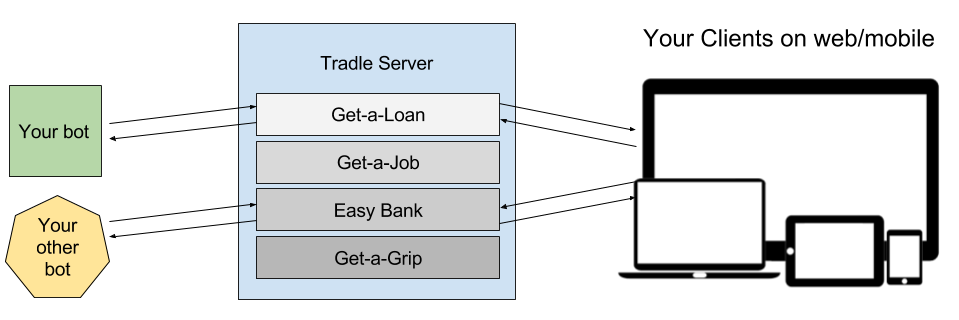 Your Clients on web/mobile
Tradle Server
Your bot
Get-a-Loan
Get-a-Job
Your
other
bot
Easy Bank
Get-a-Grip